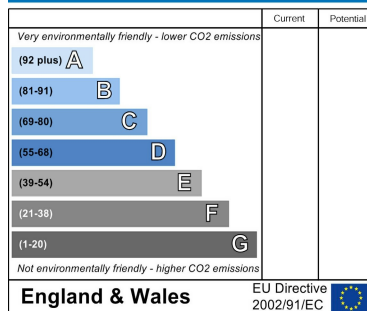 Current Potential
Very environmentally friendly - lower CO2 emissions
(92 plus) A
(81-91) B
(69-80) C
(55-68) D
(39-54) E
(21-38) F
(1-20) G
Not environmentally friendly - higher CO2 emissions
England & Wales
EU Directive
2002/91/EC